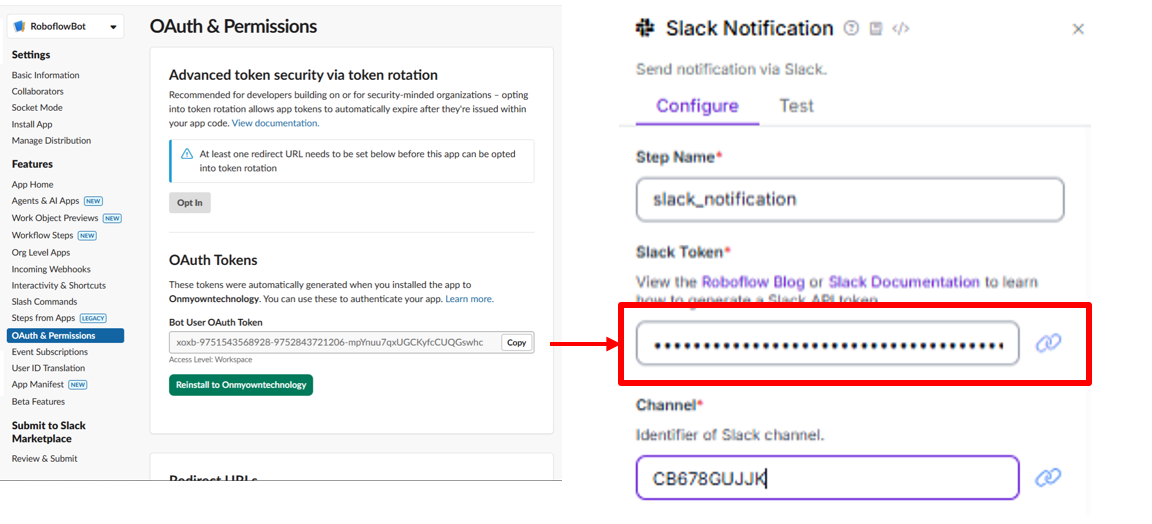 RoboflowBot
Settings
Basic Information
Collaborators
Socket Mode
Install App
Manage Distribution
Features
App Home
Agents & AI Apps NEW
Work Object Previews NEW
Workflow Steps NEW
Org Level Apps
Incoming Webhooks
Interactivity & Shortcuts
Slash Commands
Steps from Apps LEGACY
OAuth & Permissions
Event Subscriptions
User ID Translation
App Manifest NEW
Beta Features
Submit to Slack
Marketplace
Review & Submit
OAuth & Permissions
Advanced token security via token rotation
Recommended for developers building on or for security-minded organizations – opting
into token rotation allows app tokens to automatically expire after they're issued within
your app code. View documentation.
At least one redirect URL needs to be set below before this app can be opted
into token rotation
Opt In
OAuth Tokens
These tokens were automatically generated when you installed the app to
Onmyowntechnology. You can use these to authenticate your app. Learn more.
Bot User OAuth Token
xoxb-9751543568928-9752843721206-mpYnuu7qxUGCKyfcCUQGswhc
Copy
Access Level: Workspace
Reinstall to Onmyowntechnology
Redirect URLs
Slack Notification
Send notification via Slack.
Configure Test
Step Name*
slack_notification
Slack Token*
View the Roboflow Blog or Slack Documentation to learn
how to generate a Slack API token.
Channel*
Identifier of Slack channel.
CB678GUJJK